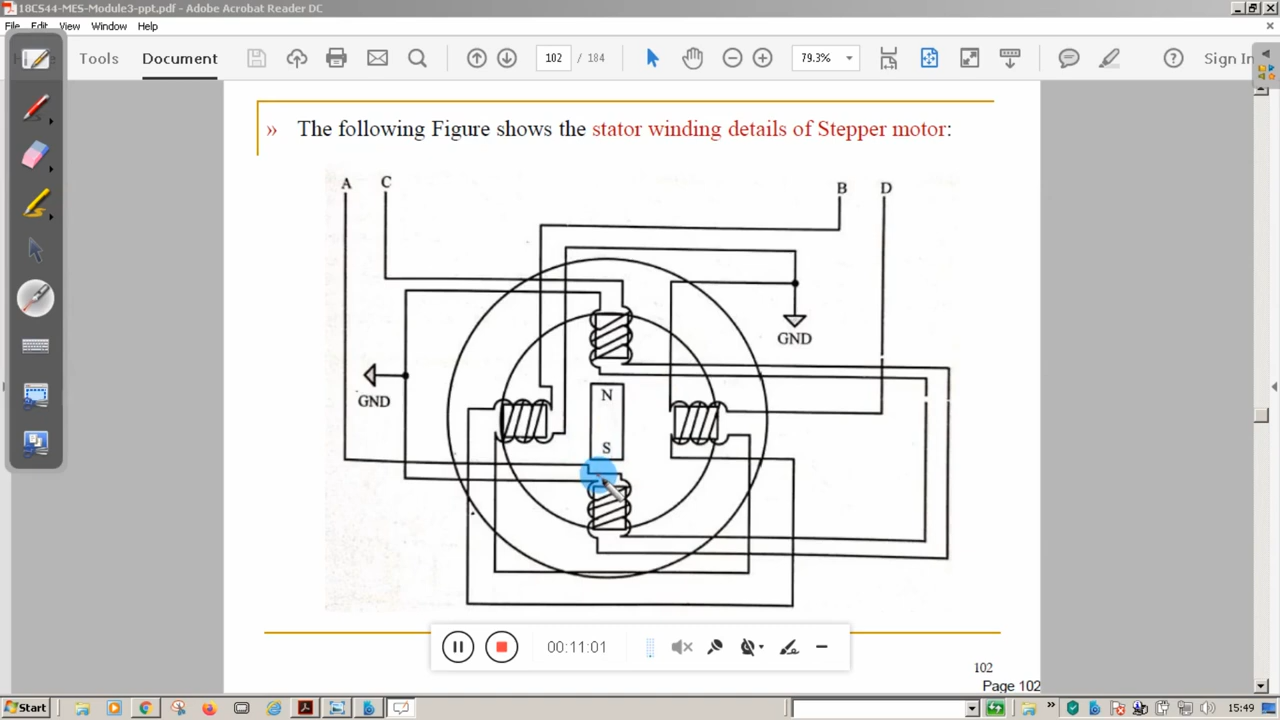 18CS44-MES-Module3-ppt.pdf - Adobe Acrobat Reader DC
File Edit View Window Help
Tools Document 102 / 184 79.3% Sign In
» The following Figure shows the stator winding details of Stepper motor:
A C B D
GND
GND
N
S
00:11:01
102
Page 102
Start » 15:49